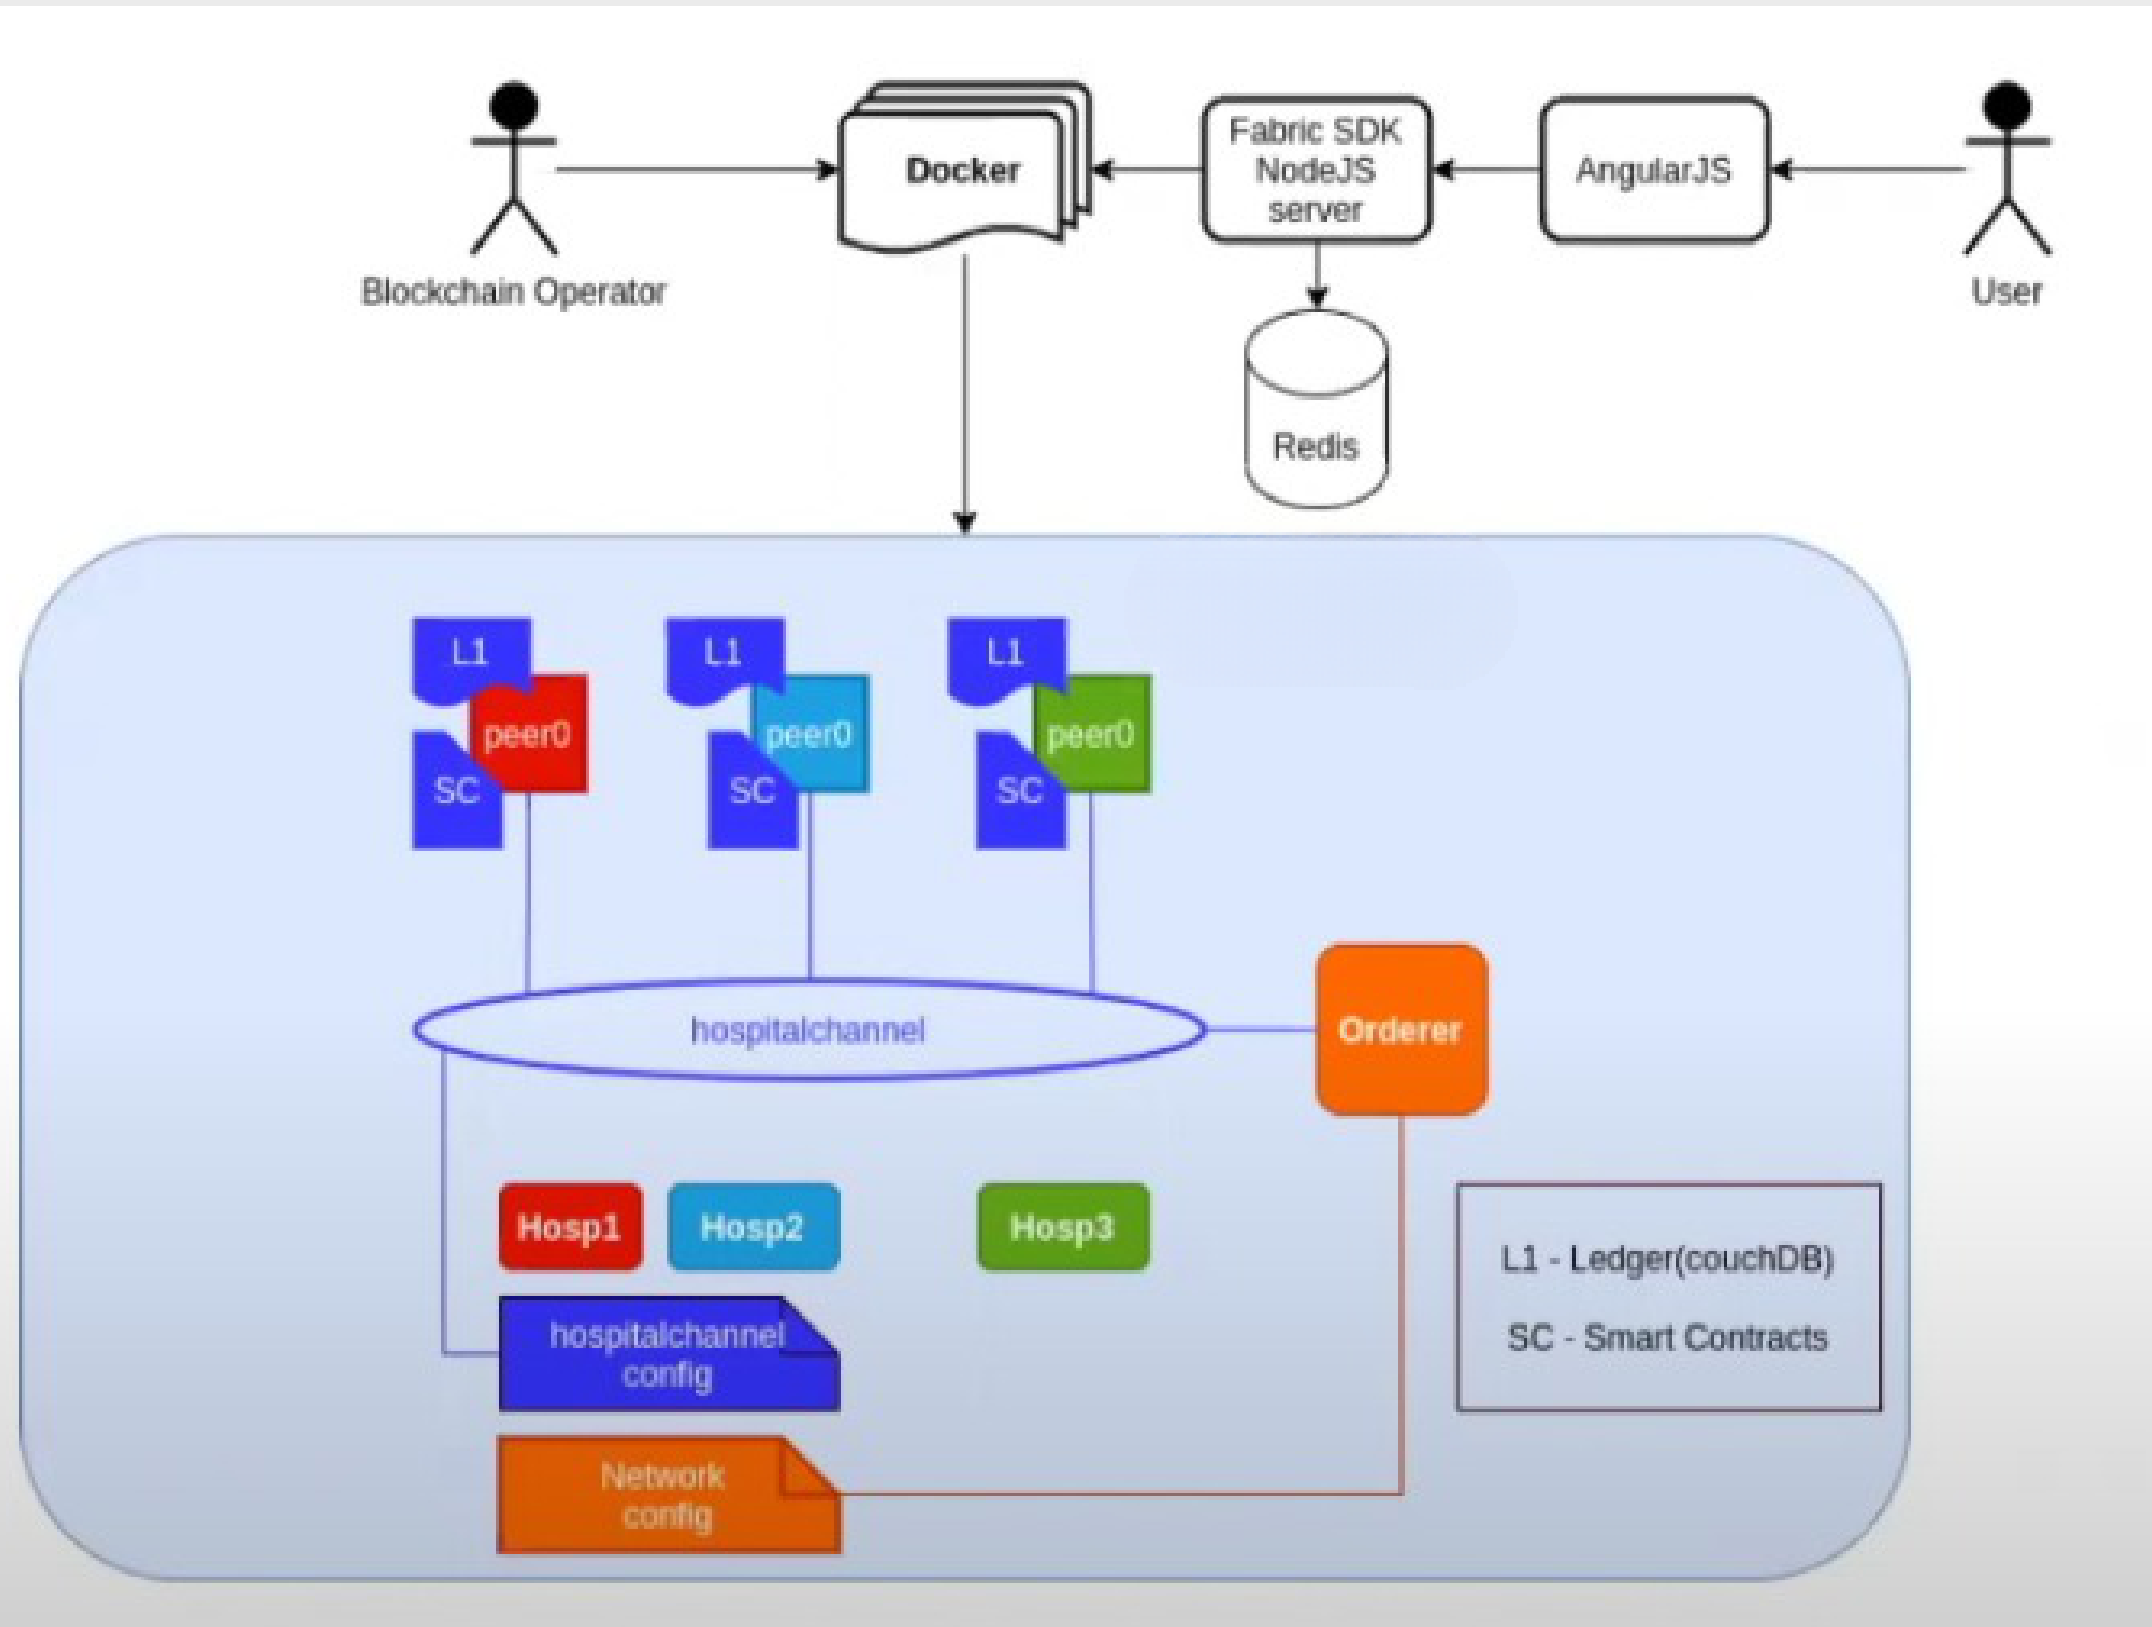 Docker
Fabric SDK
NodeJS
server
AngularJS
Blockchain Operator
User
Redis
L1
L1
L1
peer0
peer0
peer0
SC
SC
SC
hospitalchannel
Orderer
Hosp1
Hosp2
Hosp3
L1 - Ledger(couchDB)
SC - Smart Contracts
hospitalchannel
config
Network
config